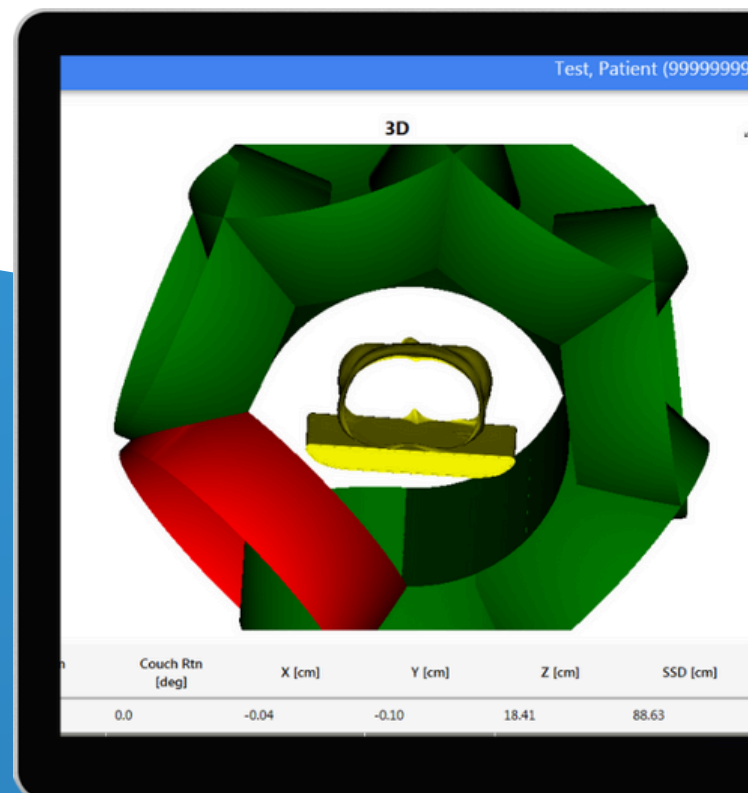 Test, Patient (99999999
3D
Couch Rtn X [cm] Y [cm] Z [cm] SSD [cm]
[deg]
0.0 -0.04 -0.10 18.41 88.63